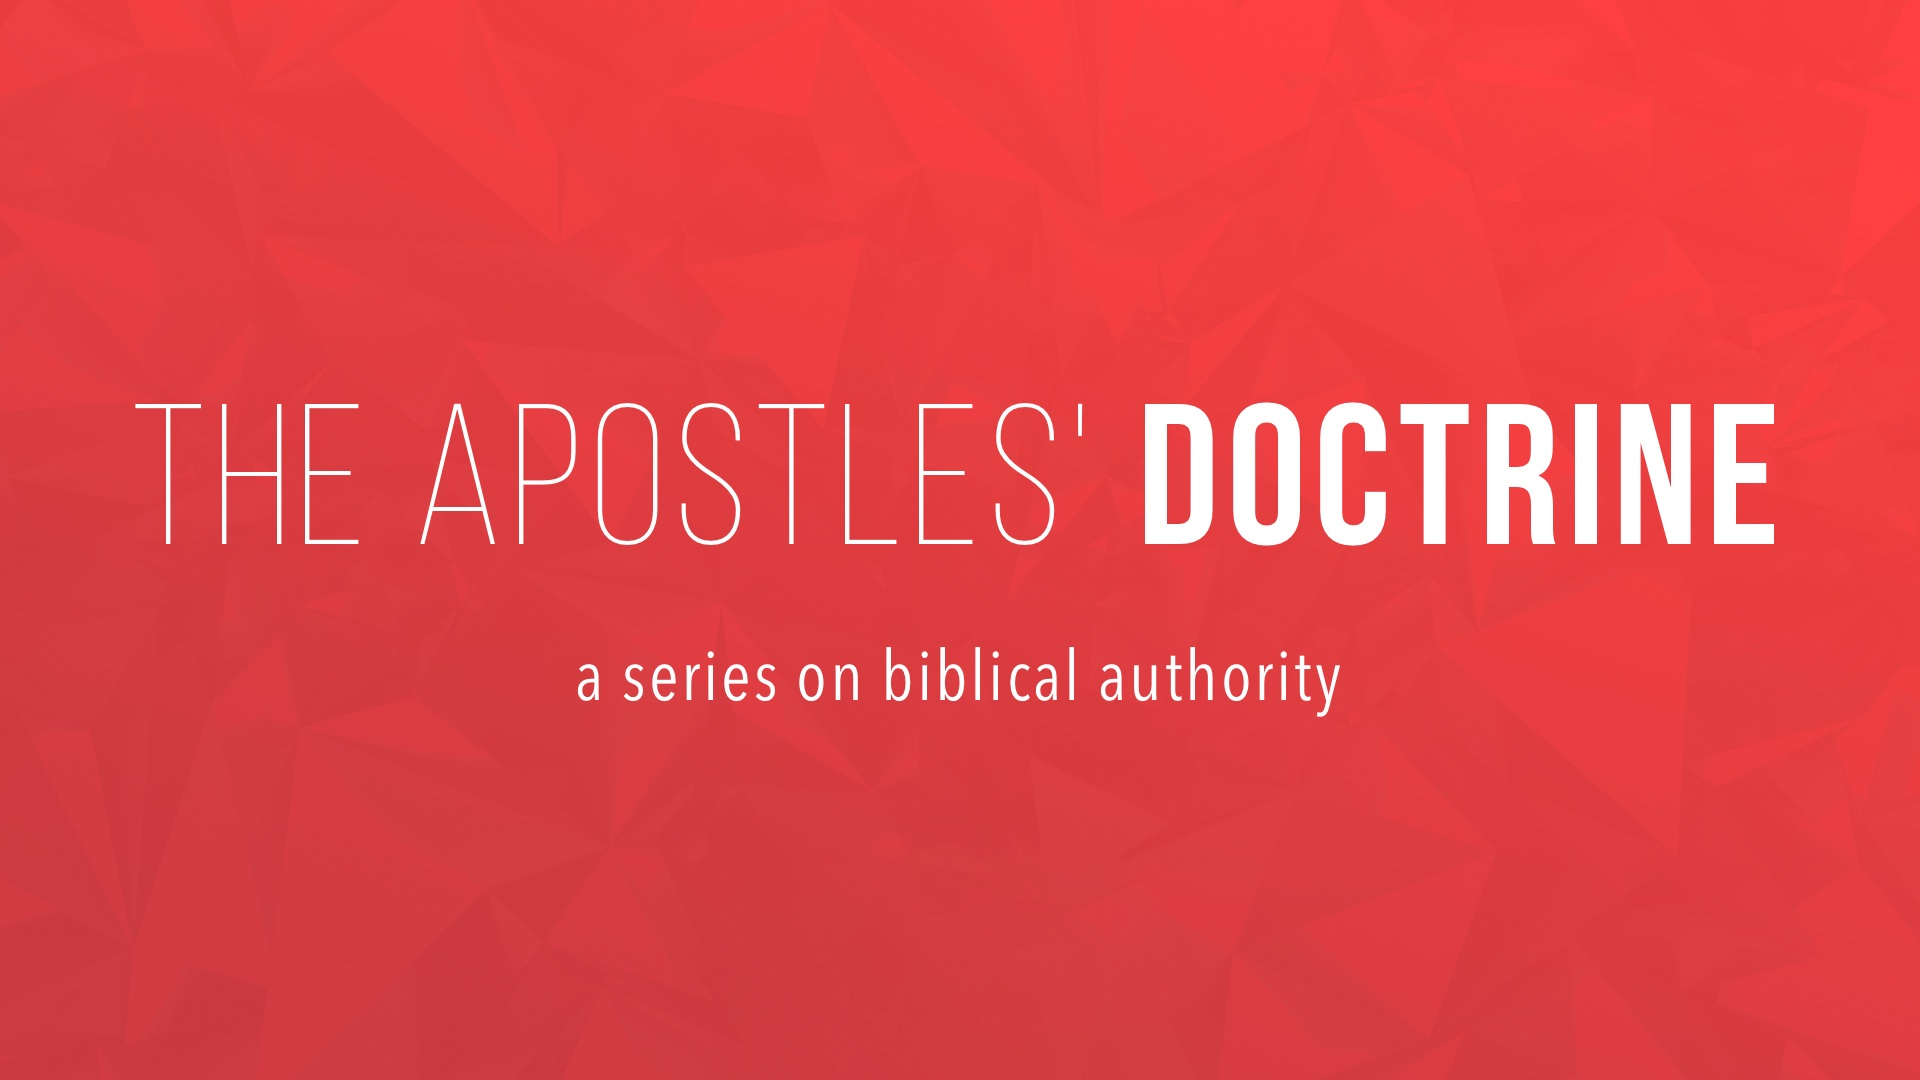 THE APOSTLES' DOCTRINE
a series on biblical authority